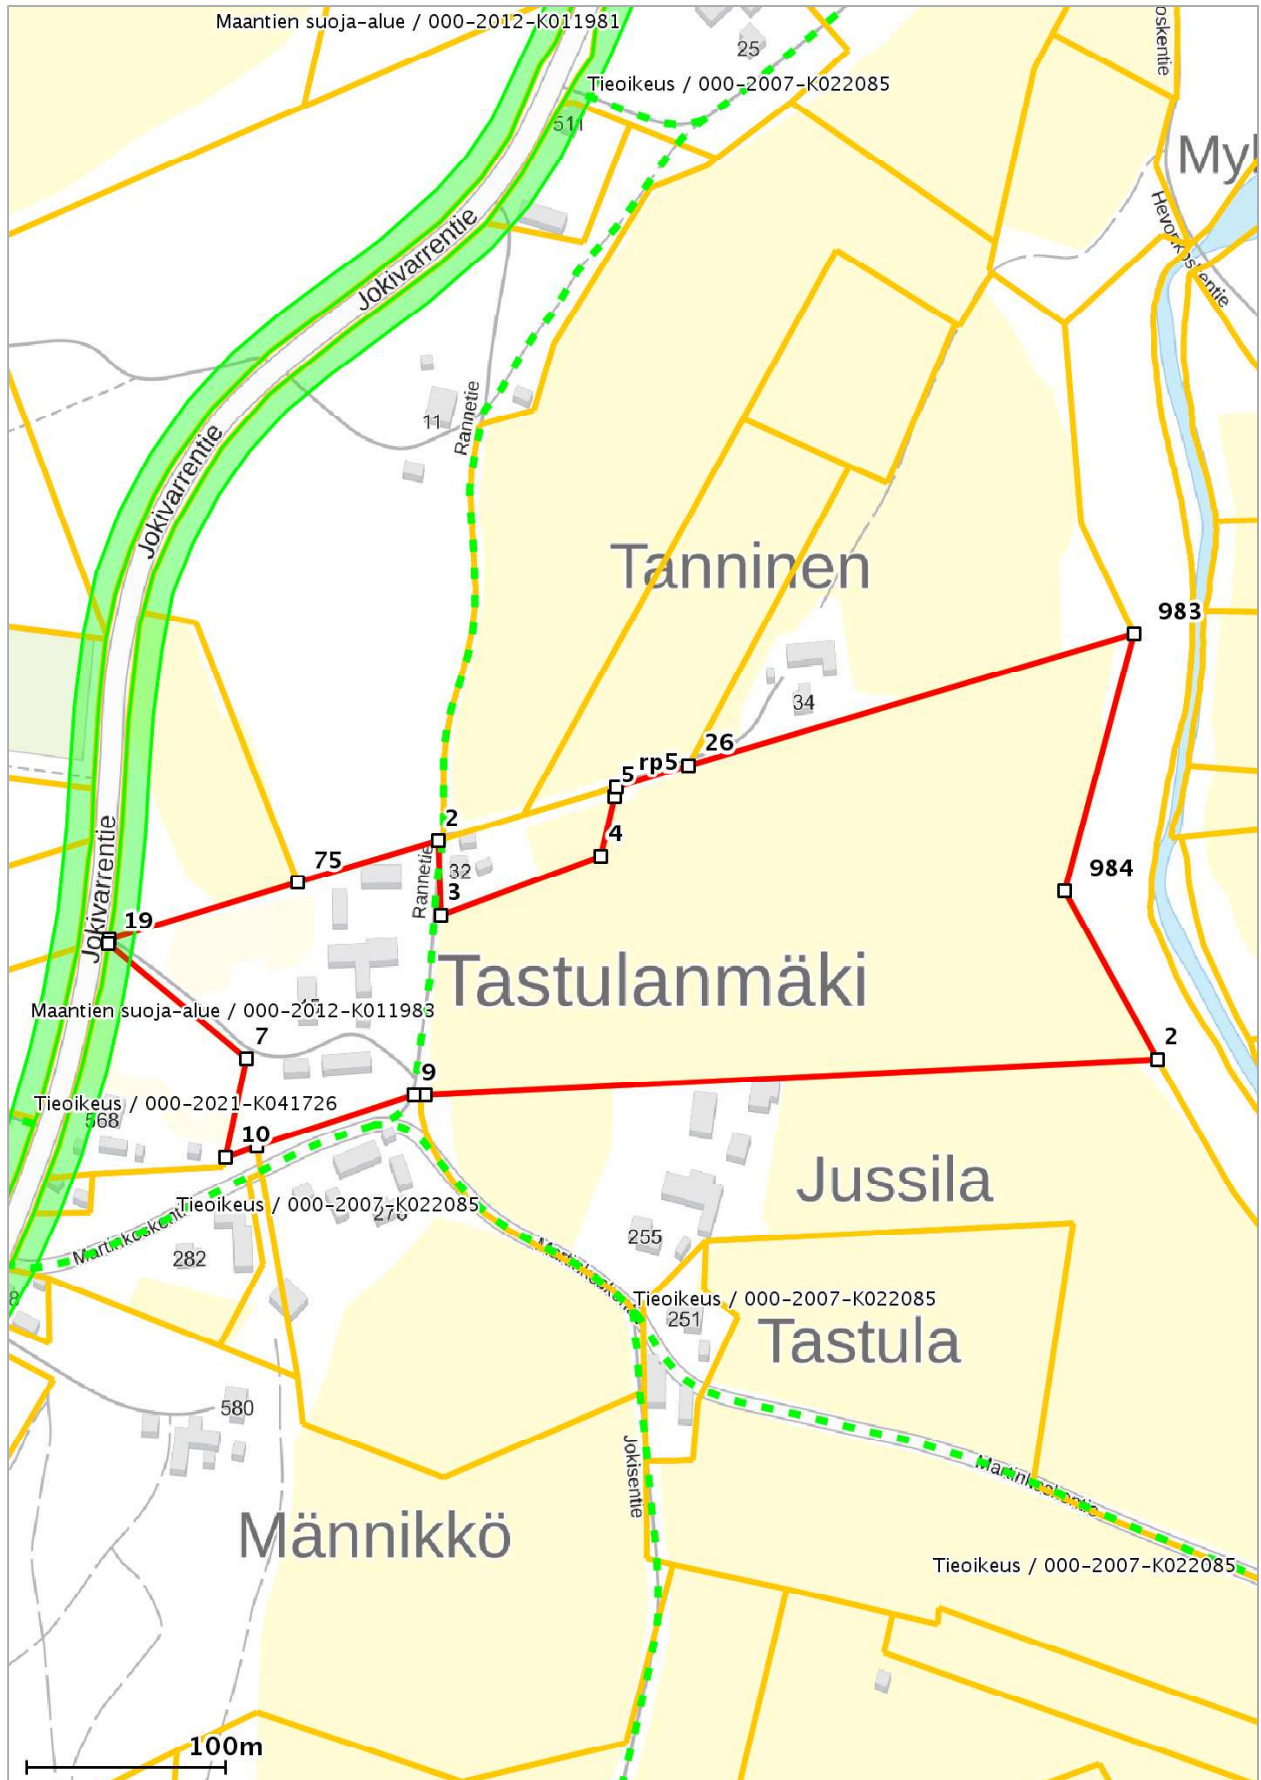 Maantien suoja-alue / 000-2012-K011981
25
Tieoikeus / 000-2007-K022085
511
Myl
Hevonkoskentie
Jokivarrentie
11
Rannetie
Jokivarrentie
Tanninen
983
34
26
rp5
5
2
4
75
32
984
3
Rannetie
19
Jokivarrentie
Tastulanmäki
Maantien suoja-alue / 000-2012-K011983
7
2
9
Tieoikeus / 000-2021-K041726
568
10
Jussila
Tieoikeus / 000-2007-K022085
282
255
Tieoikeus / 000-2007-K022085
251
Tastula
8
580
Jokisentie
Martinkoskentie
Männikkö
Tieoikeus / 000-2007-K022085
100m